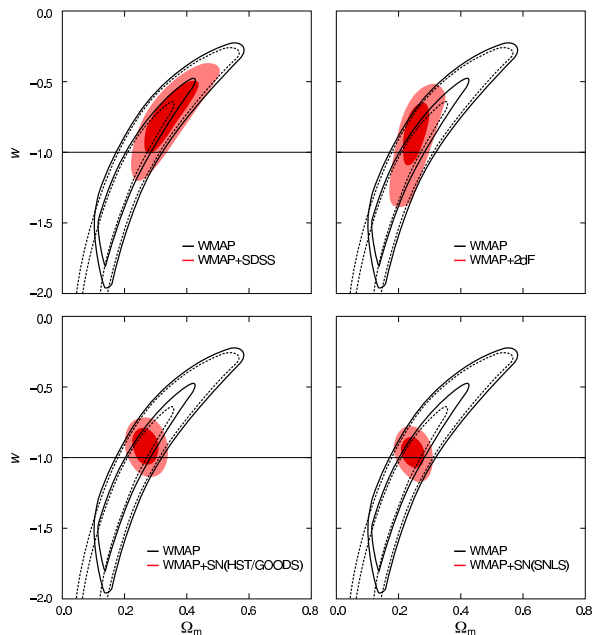 0.0
−0.5
−1.0
−1.5
−2.0
w
WMAP
WMAP+SDSS
WMAP
WMAP+2dF
0.0
−0.5
−1.0
−1.5
−2.0
w
WMAP
WMAP+SN(HST/GOODS)
WMAP
WMAP+SN(SNLS)
0.0 0.2 0.4 0.6 0.8
0.0 0.2 0.4 0.6 0.8
Ωm
Ωm